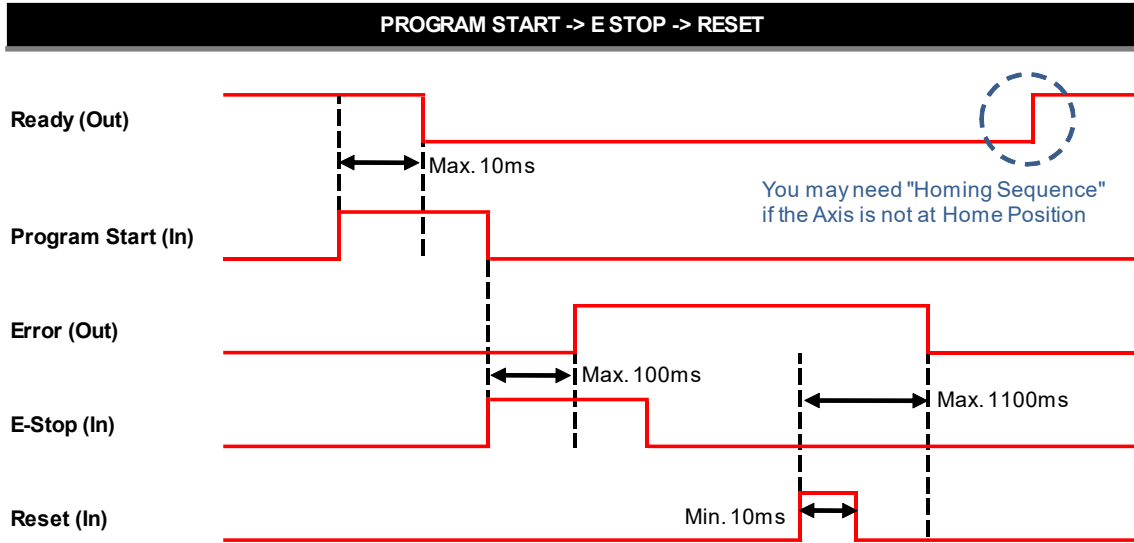 PROGRAM START -> E STOP -> RESET
Ready (Out)
Max. 10ms
You may need "Homing Sequence"
if the Axis is not at Home Position
Program Start (In)
Error (Out)
Max. 100ms
Max. 1100ms
E-Stop (In)
Min. 10ms
Reset (In)